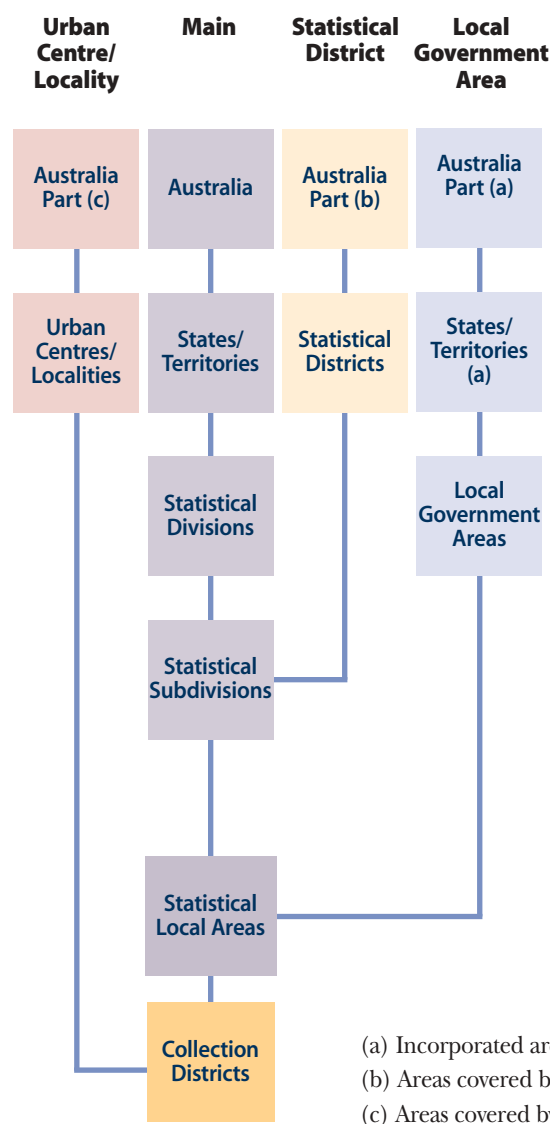 Urban
Centre/
Locality
Main
Statistical
District
Local
Government
Area
Australia
Part (c)
Australia
Australia
Part (b)
Australia
Part (a)
Urban
Centres/
Localities
States/
Territories
Statistical
Districts
States/
Territories
(a)
Statistical
Divisions
Local
Government
Areas
Statistical
Subdivisions
Statistical
Local Areas
Collection
Districts
(a) Incorporated
(b) Areas covered
(c) Areas covered